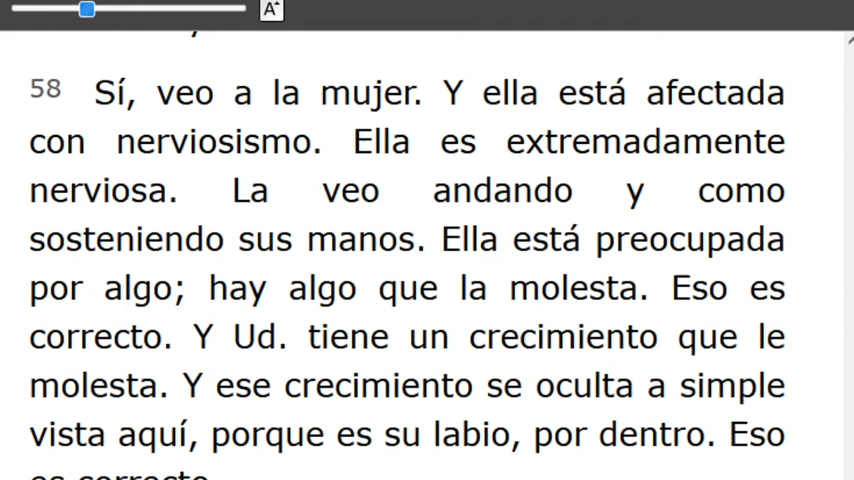 A
58 Sí, veo a la mujer. Y ella está afectada
con nerviosismo. Ella es extremadamente
nerviosa. La veo andando y como
sosteniendo sus manos. Ella está preocupada
por algo; hay algo que la molesta. Eso es
correcto. Y Ud. tiene un crecimiento que le
molesta. Y ese crecimiento se oculta a simple
vista aquí, porque es su labio, por dentro. Eso
es correcto.